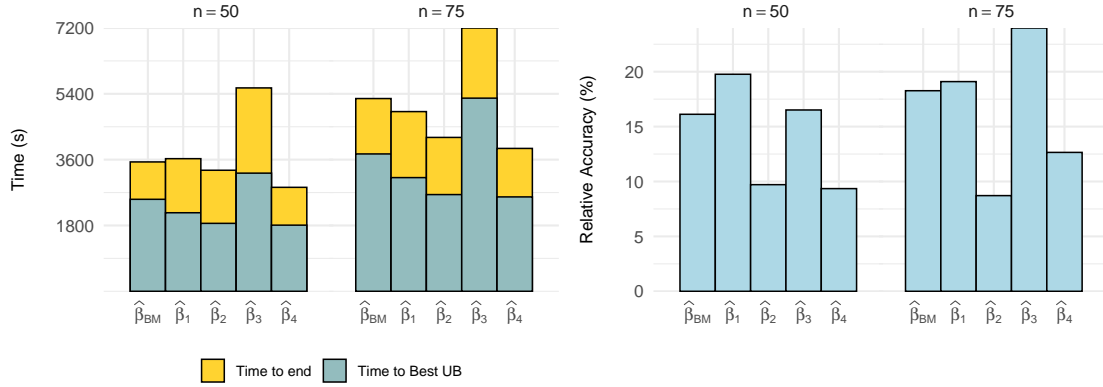 n = 50
n = 75
7200
5400
3600
1800
Time (s)
β̂BM β̂1 β̂2 β̂3 β̂4
β̂BM β̂1 β̂2 β̂3 β̂4
Time to end
Time to Best UB
n = 50
n = 75
20
15
10
5
0
Relative Accuracy (%)
β̂BM β̂1 β̂2 β̂3 β̂4
β̂BM β̂1 β̂2 β̂3 β̂4